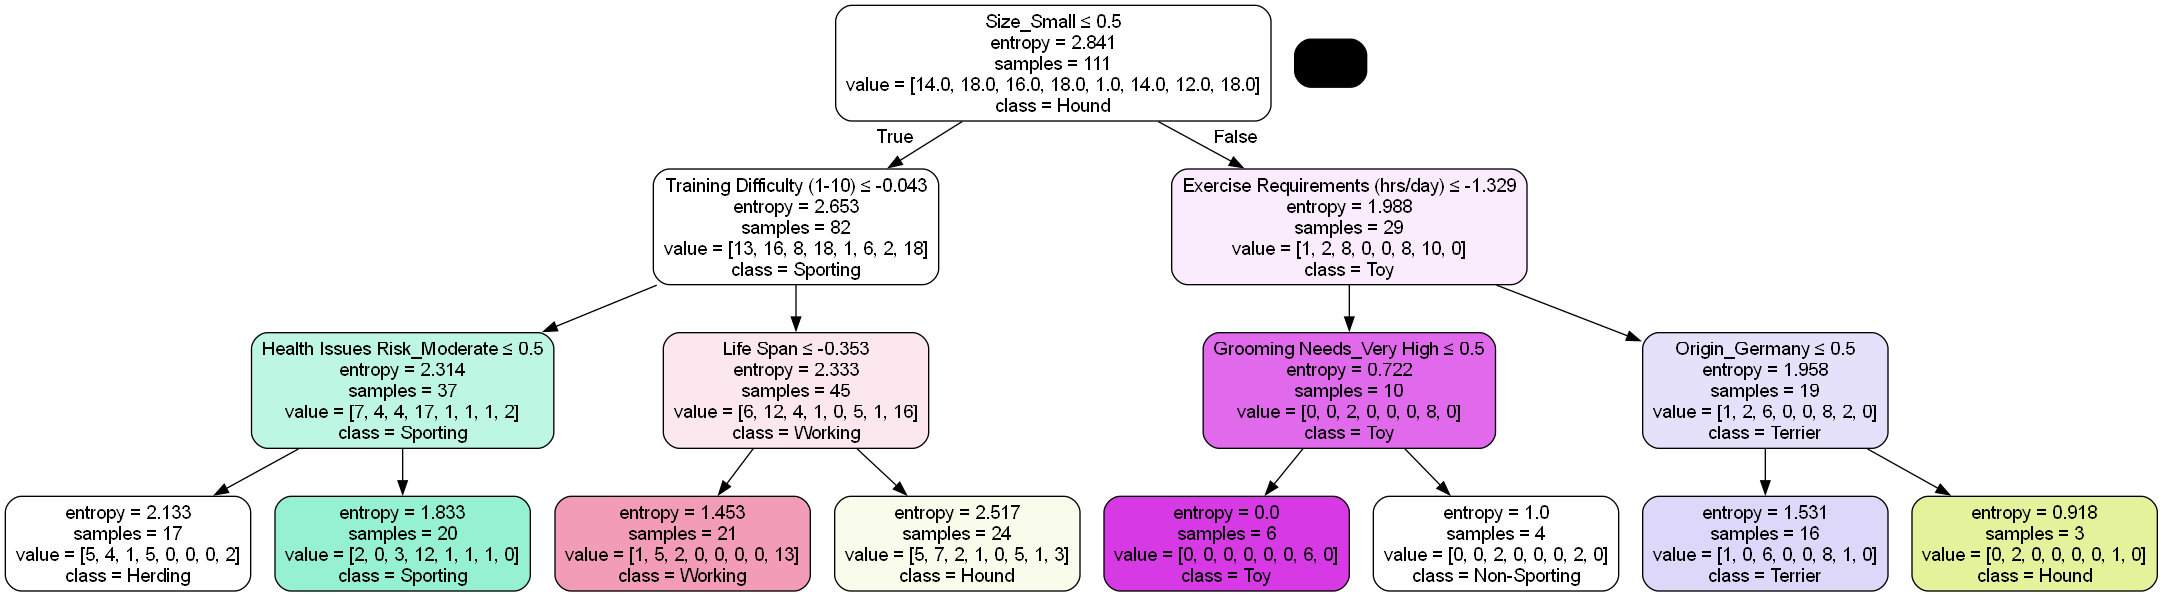 Size_Small ≤ 0.5
entropy = 2.841
samples = 111
value = [14.0, 18.0, 16.0, 18.0, 1.0, 14.0, 12.0, 18.0]
class = Hound
True
False
Training Difficulty (1-10) ≤ -0.043
entropy = 2.653
samples = 82
value = [13, 16, 8, 18, 1, 6, 2, 18]
class = Sporting
Exercise Requirements (hrs/day) ≤ -1.329
entropy = 1.988
samples = 29
value = [1, 2, 8, 0, 0, 8, 10, 0]
class = Toy
Health Issues Risk_Moderate ≤ 0.5
entropy = 2.314
samples = 37
value = [7, 4, 4, 17, 1, 1, 1, 2]
class = Sporting
Life Span ≤ -0.353
entropy = 2.333
samples = 45
value = [6, 12, 4, 1, 0, 5, 1, 16]
class = Working
Grooming Needs_Very High ≤ 0.5
entropy = 0.722
samples = 10
value = [0, 0, 2, 0, 0, 0, 8, 0]
class = Toy
Origin_Germany ≤ 0.5
entropy = 1.958
samples = 19
value = [1, 2, 6, 0, 0, 8, 2, 0]
class = Terrier
entropy = 2.133
samples = 17
value = [5, 4, 1, 5, 0, 0, 0, 2]
class = Herding
entropy = 1.833
samples = 20
value = [2, 0, 3, 12, 1, 1, 1, 0]
class = Sporting
entropy = 1.453
samples = 21
value = [1, 5, 2, 0, 0, 0, 0, 13]
class = Working
entropy = 2.517
samples = 24
value = [5, 7, 2, 1, 0, 5, 1, 3]
class = Hound
entropy = 0.0
samples = 6
value = [0, 0, 0, 0, 0, 0, 6, 0]
class = Toy
entropy = 1.0
samples = 4
value = [0, 0, 2, 0, 0, 0, 2, 0]
class = Non-Sporting
entropy = 1.531
samples = 16
value = [1, 0, 6, 0, 0, 8, 1, 0]
class = Terrier
entropy = 0.918
samples = 3
value = [0, 2, 0, 0, 0, 0, 1, 0]
class = Hound